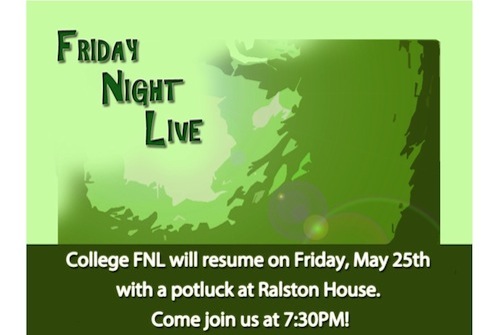 Friday
Night
Live
College FNL will resume on Friday, May 25th
with a potluck at Ralston House.
Come join us at 7:30PM!